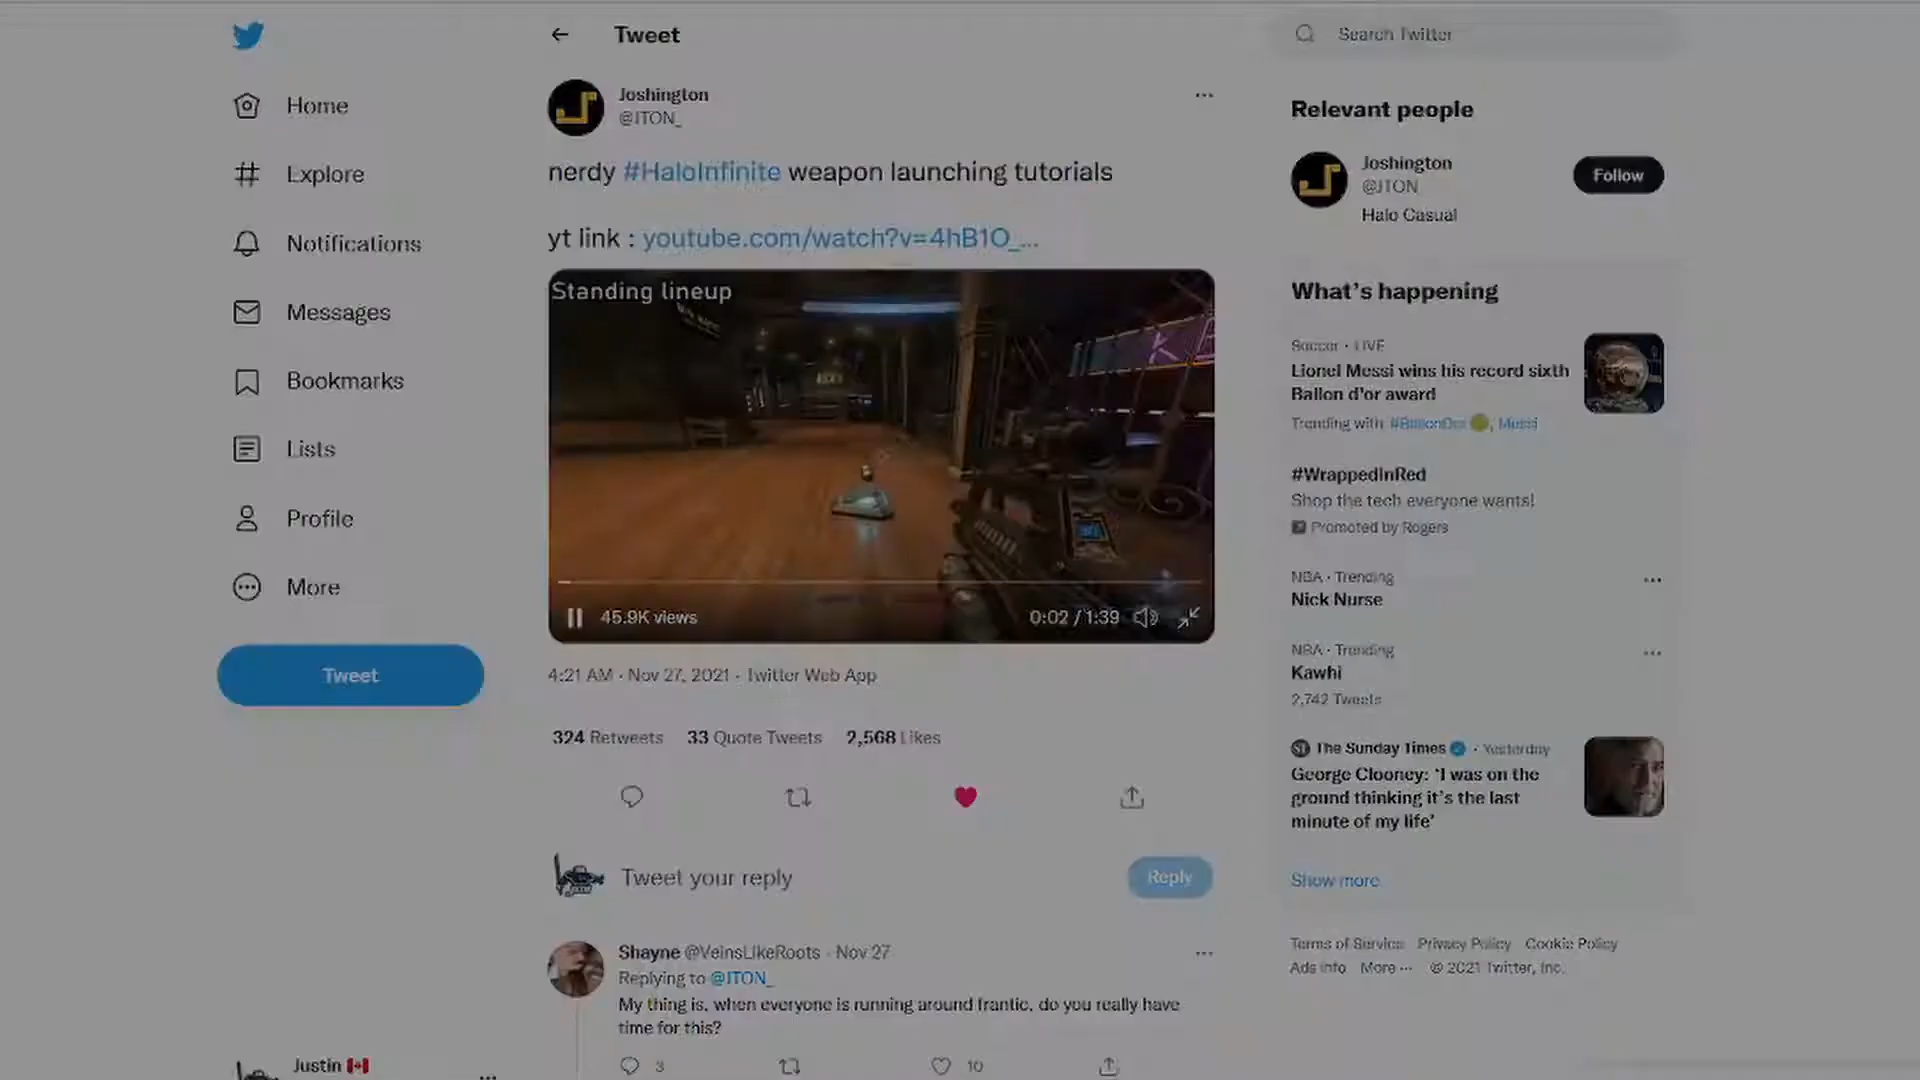 Tweet
Search Twitter
Home
Explore
Notifications
Messages
Bookmarks
Lists
Profile
More
Tweet
Joshington
@JTON_
nerdy #HaloInfinite weapon launching tutorials
yt link : youtube.com/watch?v=4hB1O_...
Standing lineup
45.9K views
0:02 / 1:39
4:21 AM · Nov 27, 2021 · Twitter Web App
324 Retweets 33 Quote Tweets 2,568 Likes
Tweet your reply
Reply
Shayne @VeinsLikeRoots · Nov 27
Replying to @JTON_
My thing is, when everyone is running around frantic, do you really have
time for this?
3
10
Justin
Relevant people
Joshington
@JTON_
Follow
Halo Casual
What's happening
Soccer · LIVE
Lionel Messi wins his record sixth
Ballon d'or award
Trending with #BallonDor, Messi
#WrappedInRed
Shop the tech everyone wants!
Promoted by Rogers
NBA · Trending
Nick Nurse
NBA · Trending
Kawhi
2,742 Tweets
The Sunday Times · Yesterday
George Clooney: 'I was on the
ground thinking it's the last
minute of my life'
Show more
Terms of Service Privacy Policy Cookie Policy
Ads info More ··· © 2021 Twitter, Inc.